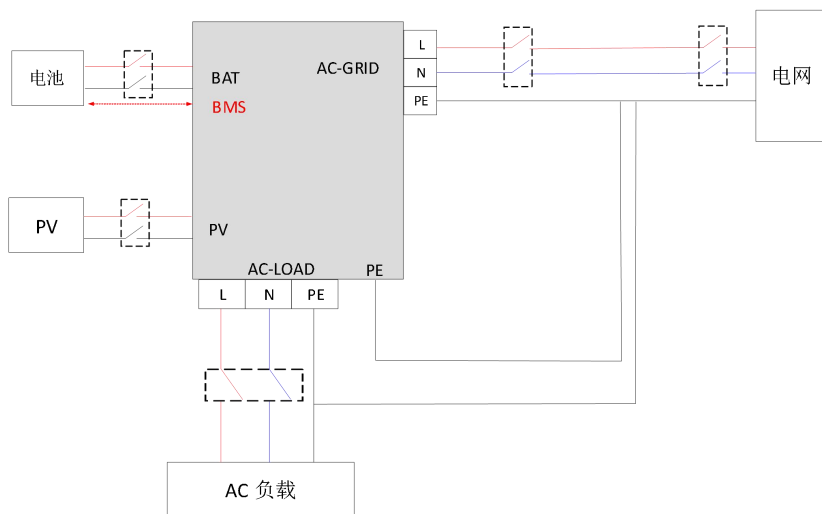 电池
BAT
BMS
AC-GRID
L
N
PE
电网
PV
PV
AC-LOAD
PE
L
N
PE
AC 负载